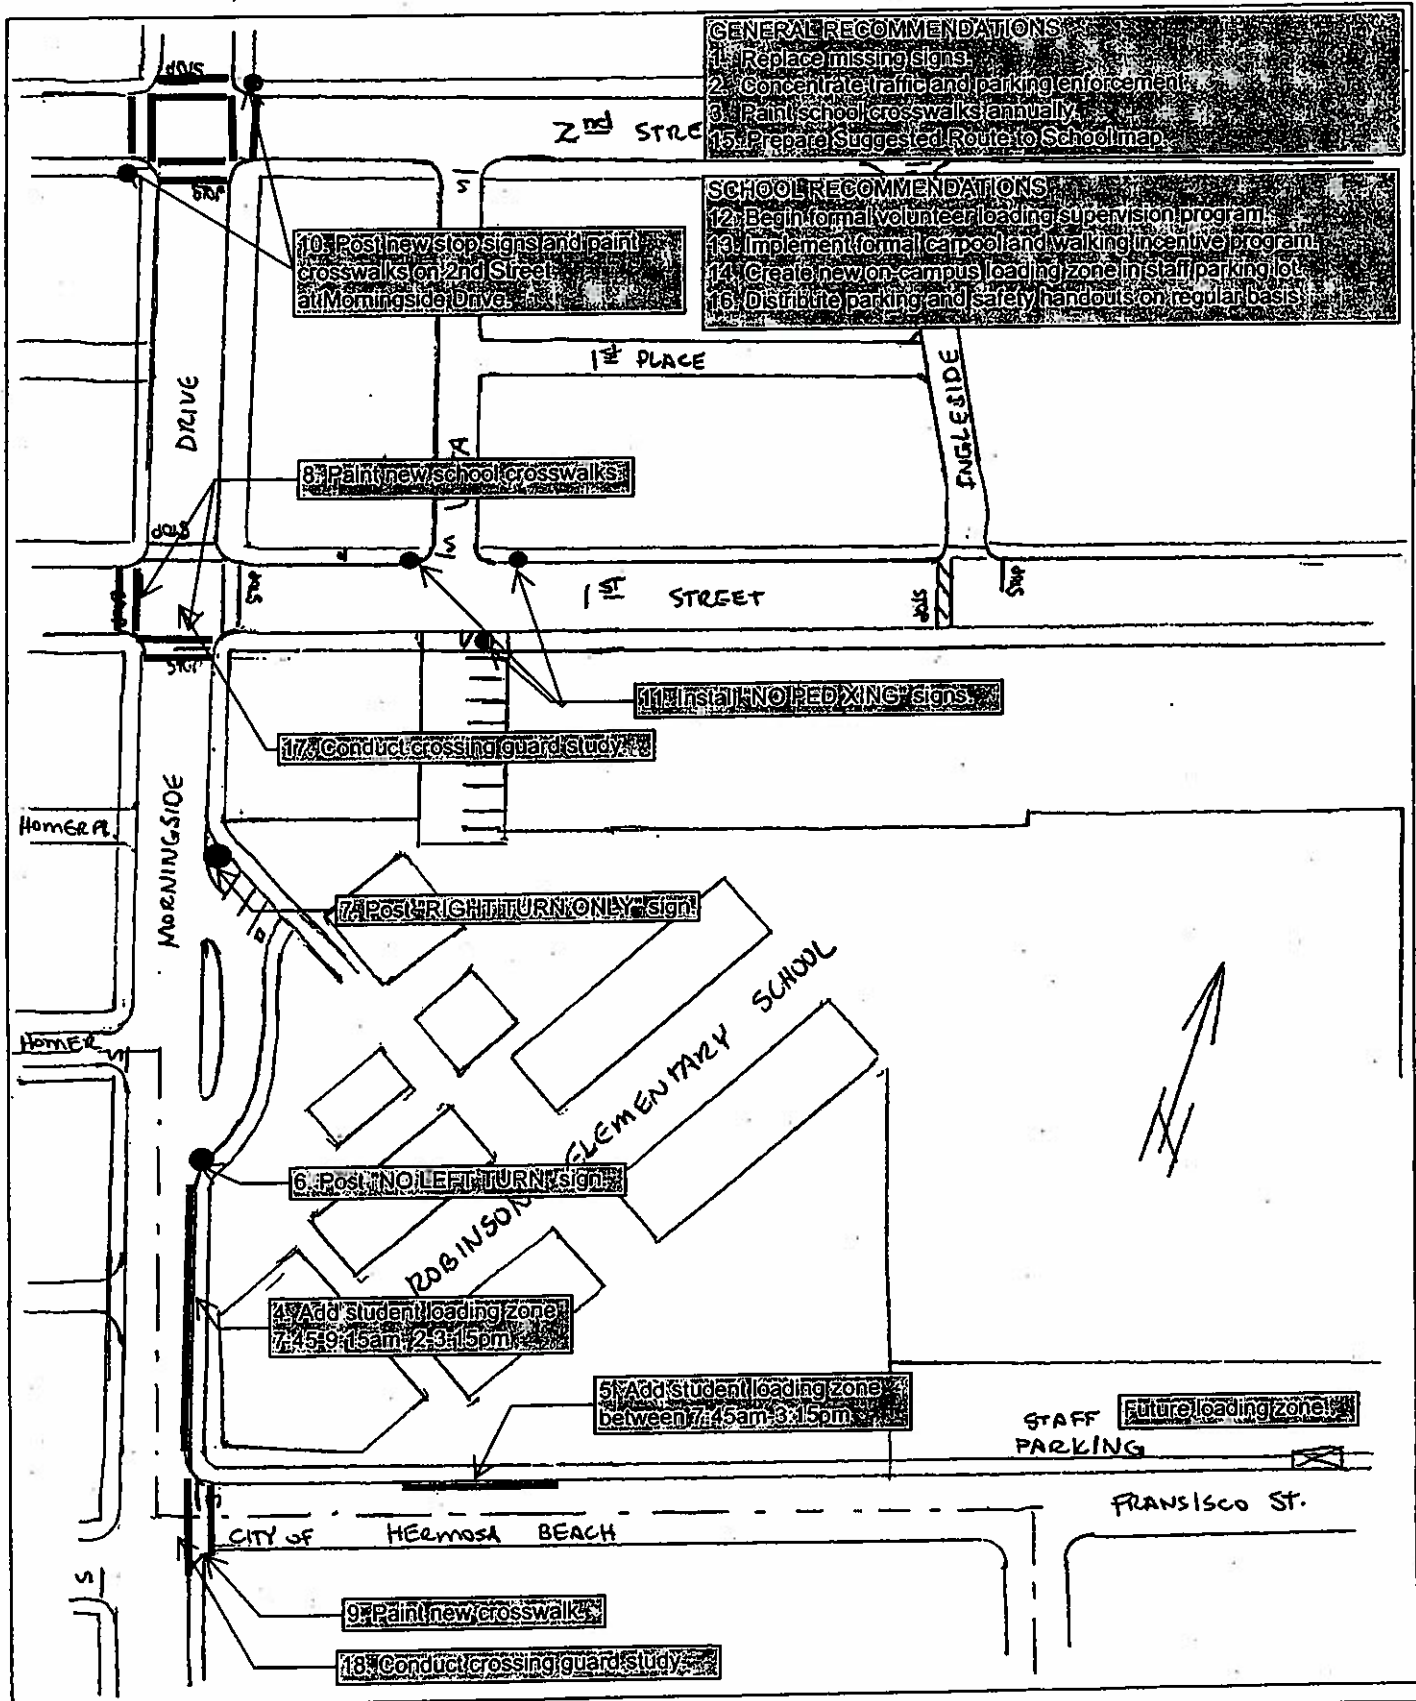 GENERAL RECOMMENDATIONS
1. Replace missing signs.
2. Concentrate traffic and parking enforcement
3. Paint school crosswalks annually.
15. Prepare Suggested Route to School map
STOP
2nd STRE
STOP
S
SCHOOL RECOMMENDATIONS
12. Begin formal volunteer loading supervision program.
13. Implement formal carpool and walking incentive program.
14. Create new on-campus loading zone in staff parking lot.
16. Distribute parking and safety handouts on regular basis.
10. Post new stop signs and paint
crosswalks on 2nd Street
at Morningside Drive.
1st PLACE
INGLESIDE
DRIVE
8. Paint new school crosswalks.
STOP
S
STOP
STOP
1ST STREET
STOP
STOP
STOP
11. Install "NO PED XING" signs.
17. Conduct crossing guard study.
MORNINGSIDE
HOMER PL.
7. Post "RIGHT TURN ONLY" sign.
HOMER
S
ROBINSON ELEMENTARY SCHOOL
N
6. Post "NO LEFT TURN" sign.
4. Add student loading zone
7:45-9:15am, 2-3:15pm.
5. Add student loading zone
between 7:45am-3:15pm.
STAFF
PARKING
Future loading zone.
FRANSISCO ST.
S
CITY OF HERMOSA BEACH
S
9. Paint new crosswalk.
18. Conduct crossing guard study.